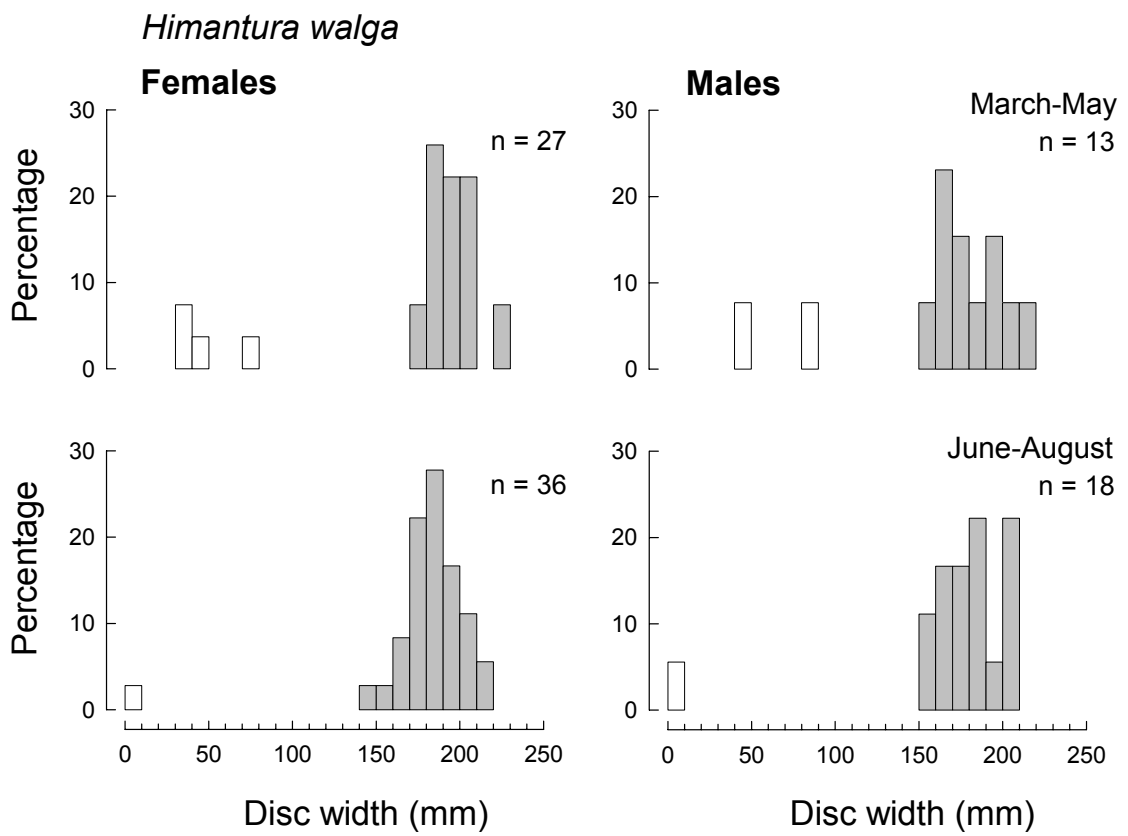 Himantura walga
Females
Males
March-May
30
n = 27
30
n = 13
20
20
10
10
0
0
Percentage
June-August
30
n = 36
30
n = 18
20
20
10
10
0
0
Percentage
0 50 100 150 200 250
0 50 100 150 200 250
Disc width (mm)
Disc width (mm)